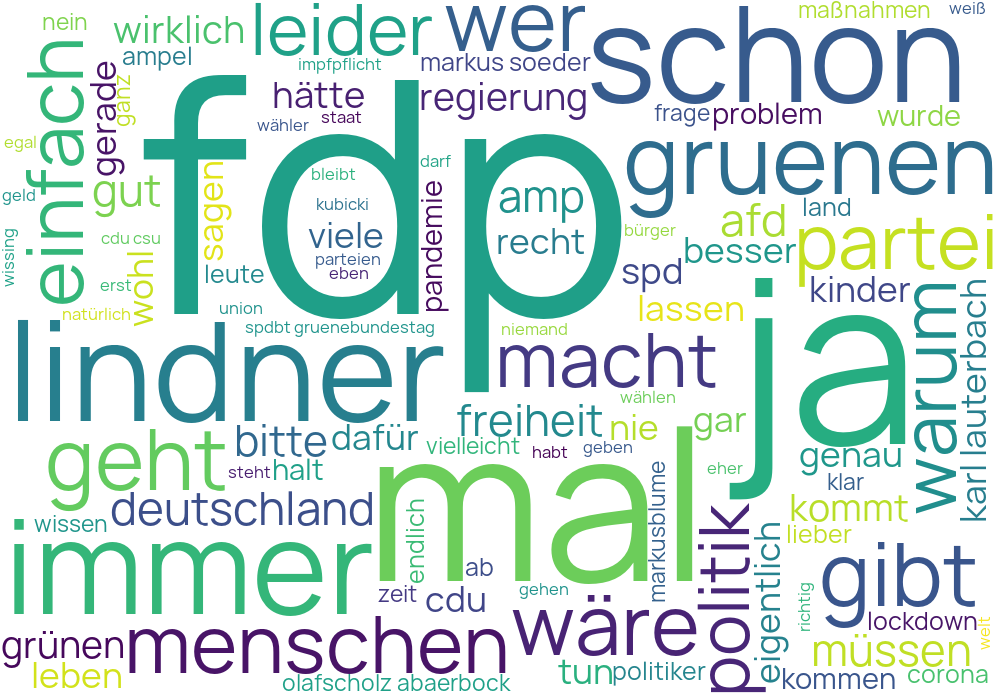 nein
wirklich
leider
wer
schon
maßnahmen
weiß
ampel
impfpflicht
markus soeder
einfach
gerade
ganz
fdp
hätte
staat
regierung
frage
problem
wurde
wähler
egal
gruenen
geld
gut
sagen
bleibt
darf
amp
kubicki
viele
parteien
eben
pandemie
recht
land
afd
bürger
partei
wissing
cdu csu
wohl
leute
besser
erst
spd
kinder
natürlich
union
lassen
spdbt gruenebundestag
niemand
ja
lindner
macht
warum
karl lauterbach
wählen
freiheit
nie
gar
geht
bitte
dafür
vielleicht
habt
geben
genau
steht
halt
mal
eher
klar
deutschland
wissen
endlich
markusblume
politik
eigentlich
kommt
lieber
immer
ab
gibt
zeit
cdu
gehen
richtig
lockdown
wäre
weit
grünen
menschen
müssen
leben
olafscholz abaerbock
tun
politiker
kommen
corona